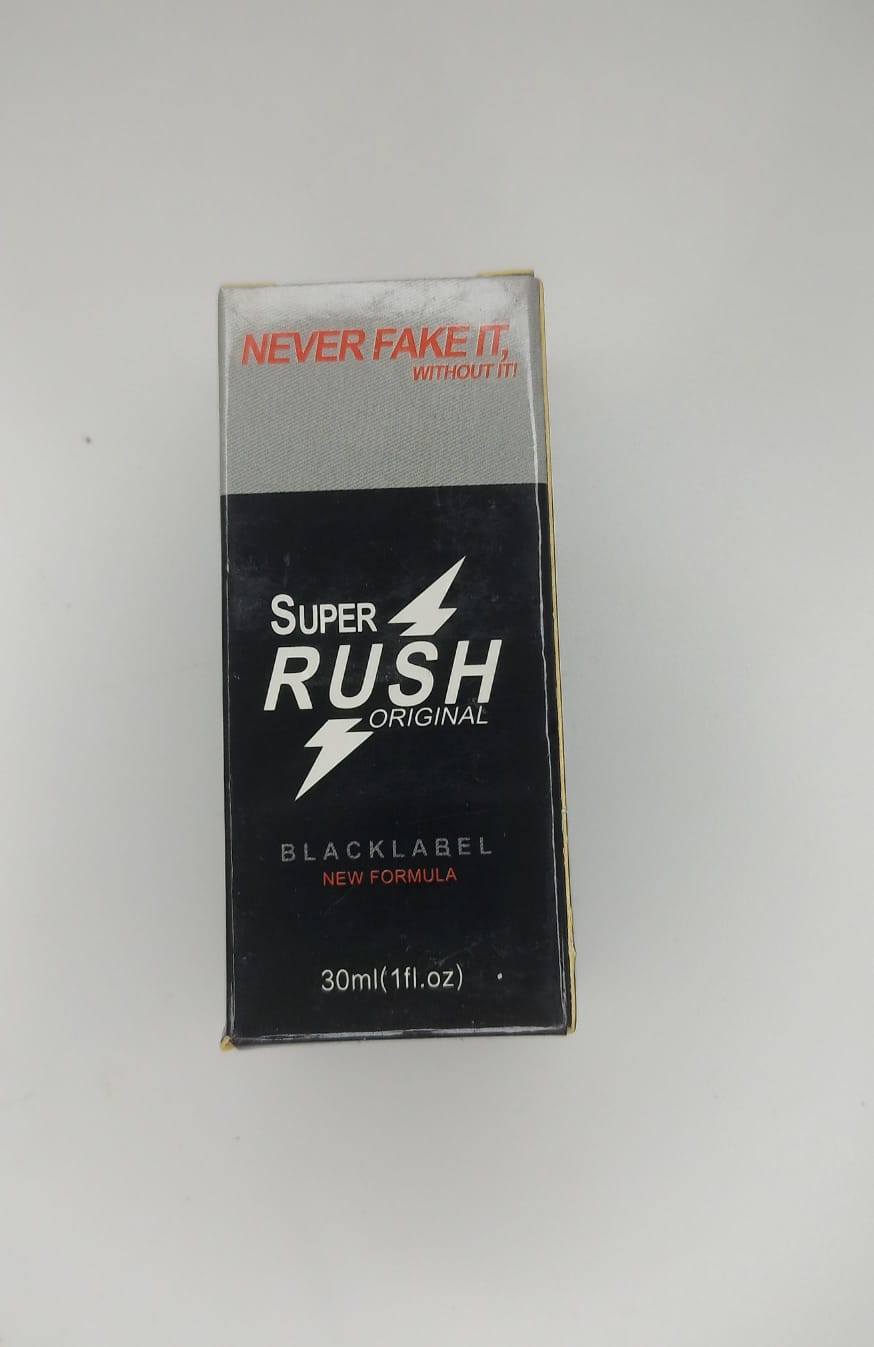 NEVER FAKE IT,
WITHOUT IT!
SUPER
RUSH
ORIGINAL
BLACKLABEL
NEW FORMULA
30ml(1fl.oz)